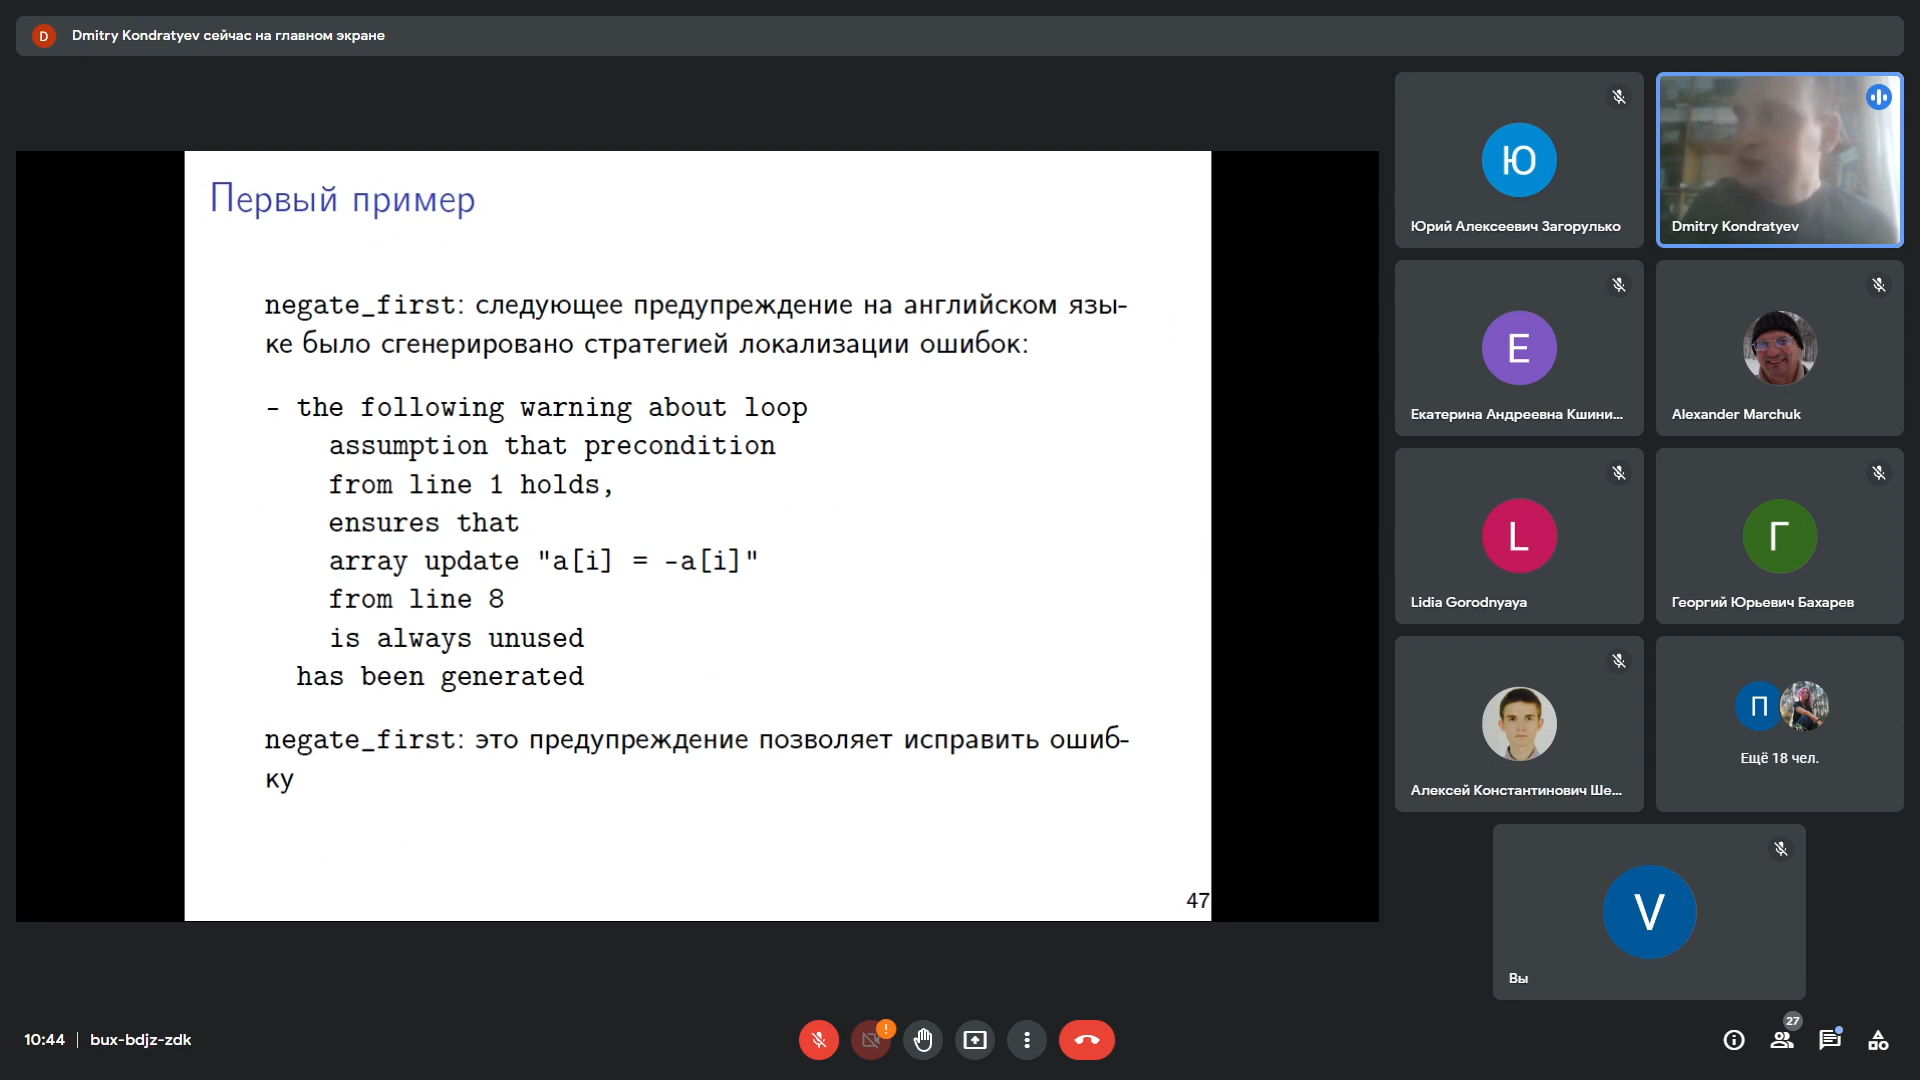 D
Dmitry Kondratyev сейчас на главном экране
Первый пример
negate_first: следующее предупреждение на английском язы-
ке было сгенерировано стратегией локализации ошибок:
- the following warning about loop
assumption that precondition
from line 1 holds,
ensures that
array update "a[i] = -a[i]"
from line 8
is always unused
has been generated
negate_first: это предупреждение позволяет исправить ошиб-
ку
47
Ю
Юрий Алексеевич Загорулько
Dmitry Kondratyev
E
Екатерина Андреевна Кшини...
Alexander Marchuk
L
Lidia Gorodnyaya
Г
Георгий Юрьевич Бахарев
Алексей Константинович Ше...
П
Ещё 18 чел.
V
Вы
10:44 | bux-bdjz-zdk
!
27